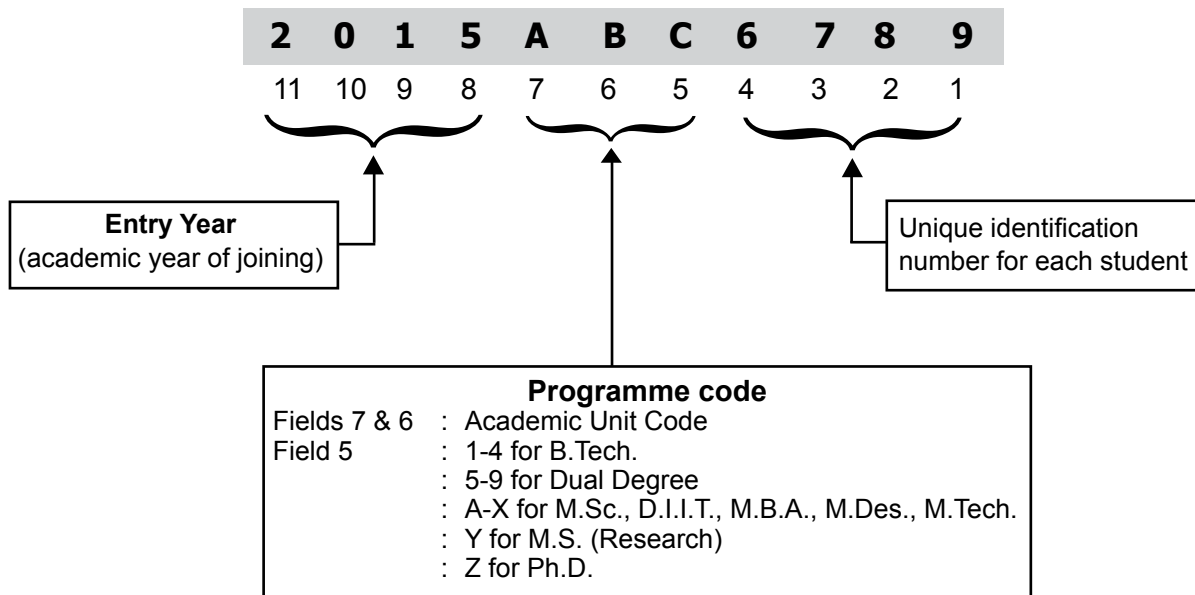 2 0 1 5 A B C 6 7 8 9
11 10 9 8 7 6 5 4 3 2 1
Entry Year
(academic year of joining)
Unique identification
number for each student
Programme code
Fields 7 & 6 : Academic Unit Code
Field 5 : 1-4 for B.Tech.
: 5-9 for Dual Degree
: A-X for M.Sc., D.I.I.T., M.B.A., M.Des., M.Tech.
: Y for M.S. (Research)
: Z for Ph.D.